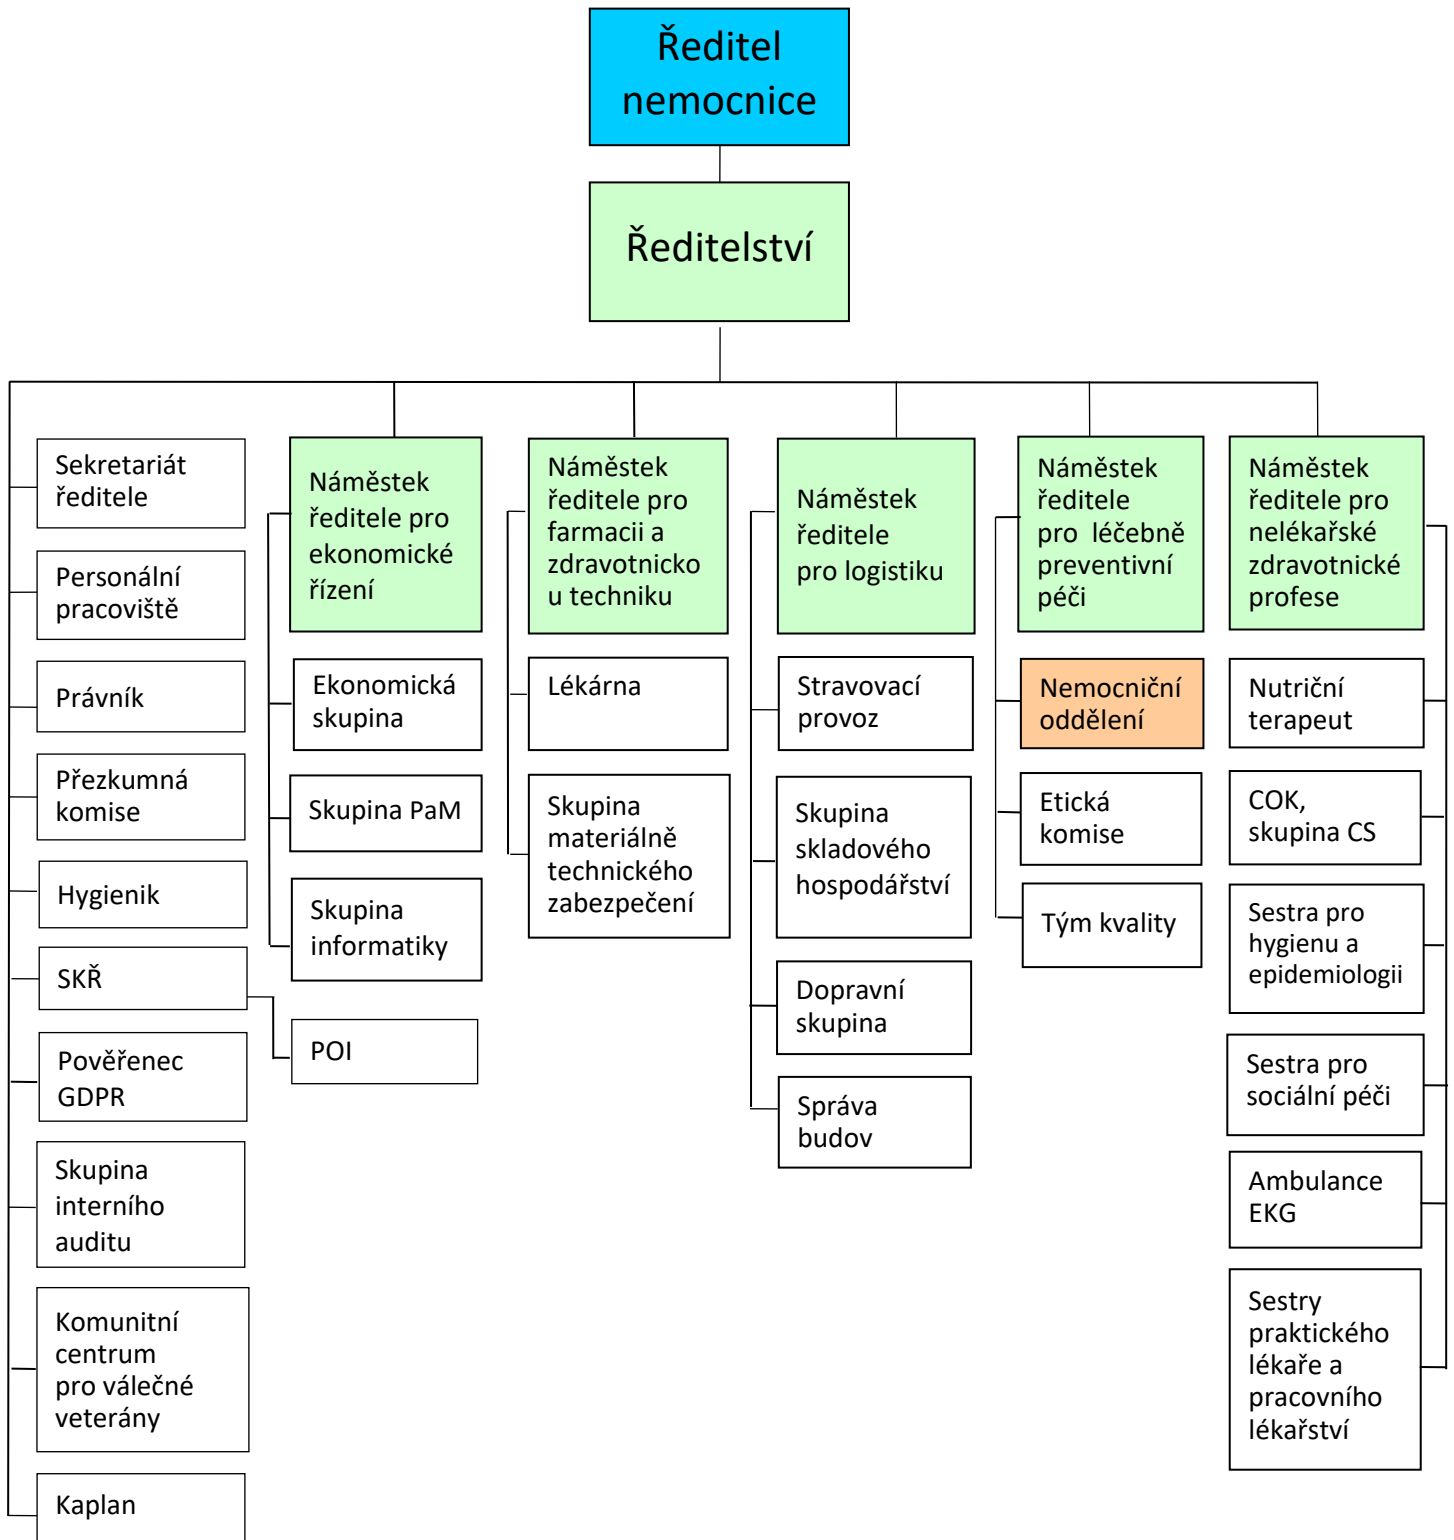 Ředitel
nemocnice
Ředitelství
Sekretariát
ředitele
Personální
pracoviště
Právník
Přezkumná
komise
Hygienik
SKŘ
POI
Pověřenec
GDPR
Skupina
interního
auditu
Komunitní
centrum
pro válečné
veterány
Kaplan
Náměstek
ředitele pro
ekonomické
řízení
Ekonomická
skupina
Skupina PaM
Skupina
informatiky
Náměstek
ředitele pro
farmacii a
zdravotnicko
u techniku
Lékárna
Skupina
materiálně
technického
zabezpečení
Náměstek
ředitele
pro logistiku
Stravovací
provoz
Skupina
skladového
hospodářství
Dopravní
skupina
Správa
budov
Náměstek
ředitele
pro léčebně
preventivní
péči
Nemocniční
oddělení
Etická
komise
Tým kvality
Náměstek
ředitele pro
nelékařské
zdravotnické
profese
Nutriční
terapeut
COK,
skupina CS
Sestra pro
hygienu a
epidemiologii
Sestra pro
sociální péči
Ambulance
EKG
Sestry
praktického
lékaře a
pracovního
lékařství